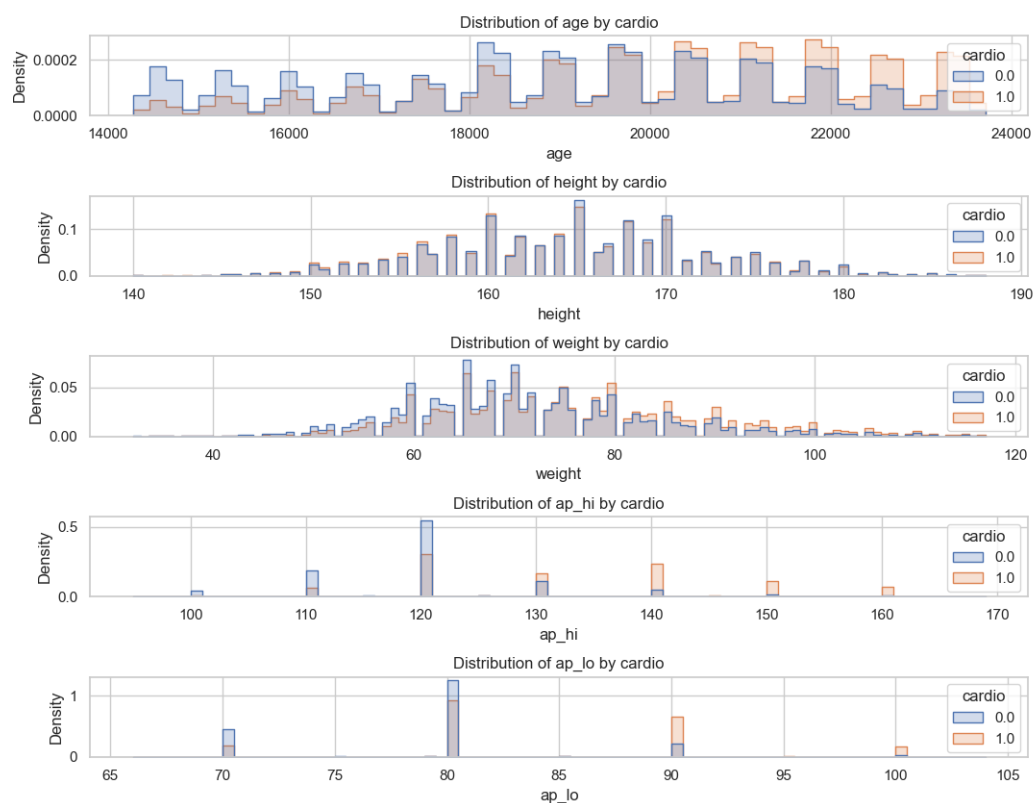 Distribution of age by cardio
Density
0.0002
0.0000
cardio
0.0
1.0
14000 16000 18000 20000 22000 24000
age
Distribution of height by cardio
Density
0.1
0.0
cardio
0.0
1.0
140 150 160 170 180 190
height
Distribution of weight by cardio
Density
0.05
0.00
cardio
0.0
1.0
40 60 80 100 120
weight
Distribution of ap_hi by cardio
Density
0.5
0.0
cardio
0.0
1.0
100 110 120 130 140 150 160 170
ap_hi
Distribution of ap_lo by cardio
Density
1
0
cardio
0.0
1.0
65 70 75 80 85 90 95 100 105
ap_lo